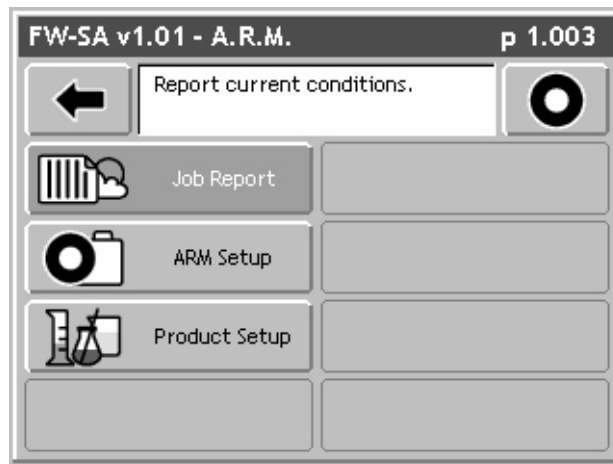 FW-SA v1.01 - A.R.M. p 1.003
Report current conditions.
Job Report
ARM Setup
Product Setup